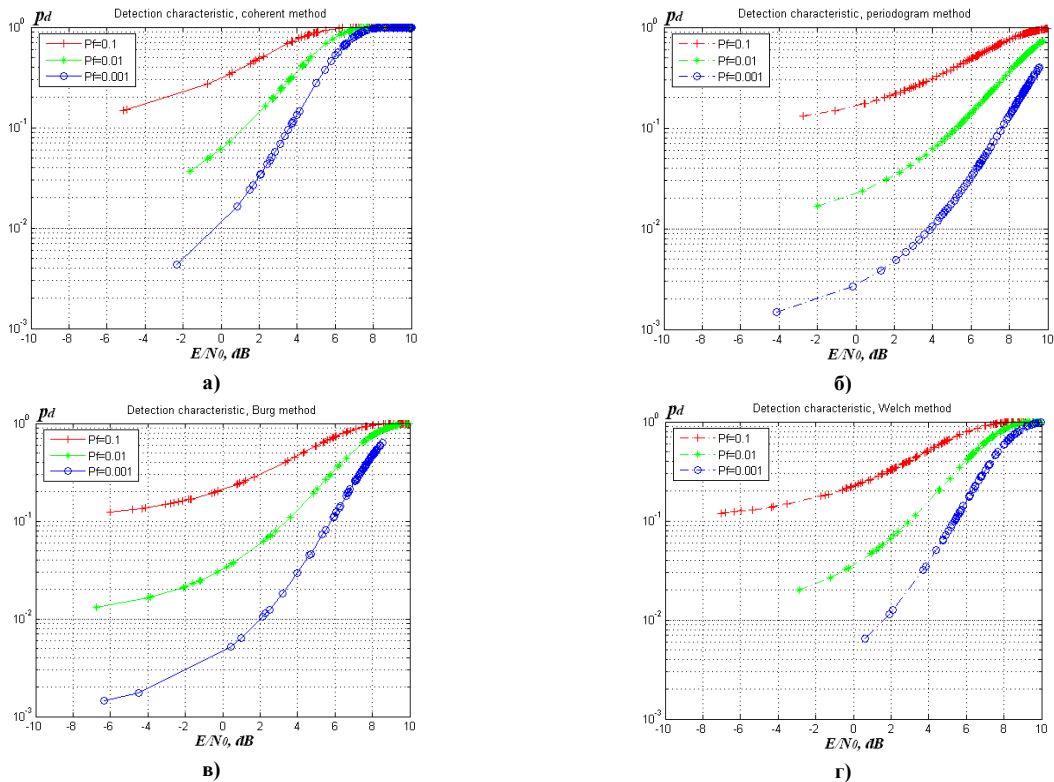 Detection characteristic, coherent method
pd
Pf=0.1
Pf=0.01
Pf=0.001
10^0
10^-1
10^-2
10^-3
-10 -8 -6 -4 -2 0 2 4 6 8 10
E/N0, dB
а)
Detection characteristic, periodogram method
pd
Pf=0.1
Pf=0.01
Pf=0.001
10^0
10^-1
10^-2
10^-3
-10 -8 -6 -4 -2 0 2 4 6 8 10
E/N0, dB
б)
Detection characteristic, Burg method
pd
Pf=0.1
Pf=0.01
Pf=0.001
10^0
10^-1
10^-2
10^-3
-10 -8 -6 -4 -2 0 2 4 6 8 10
E/N0, dB
в)
Detection characteristic, Welch method
pd
Pf=0.1
Pf=0.01
Pf=0.001
10^0
10^-1
10^-2
10^-3
-10 -8 -6 -4 -2 0 2 4 6 8 10
E/N0, dB
г)